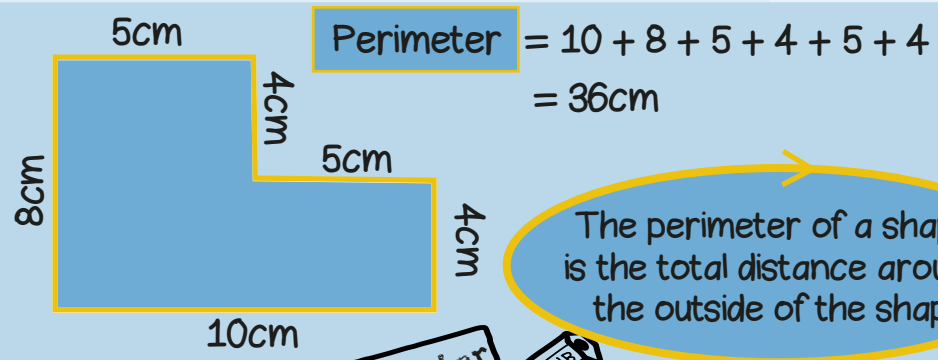 5cm
Perimeter = 10 + 8 + 5 + 4 + 5 + 4
= 36cm
4cm
5cm
8cm
4cm
10cm
The perimeter of a sha
is the total distance arou
the outside of the shap